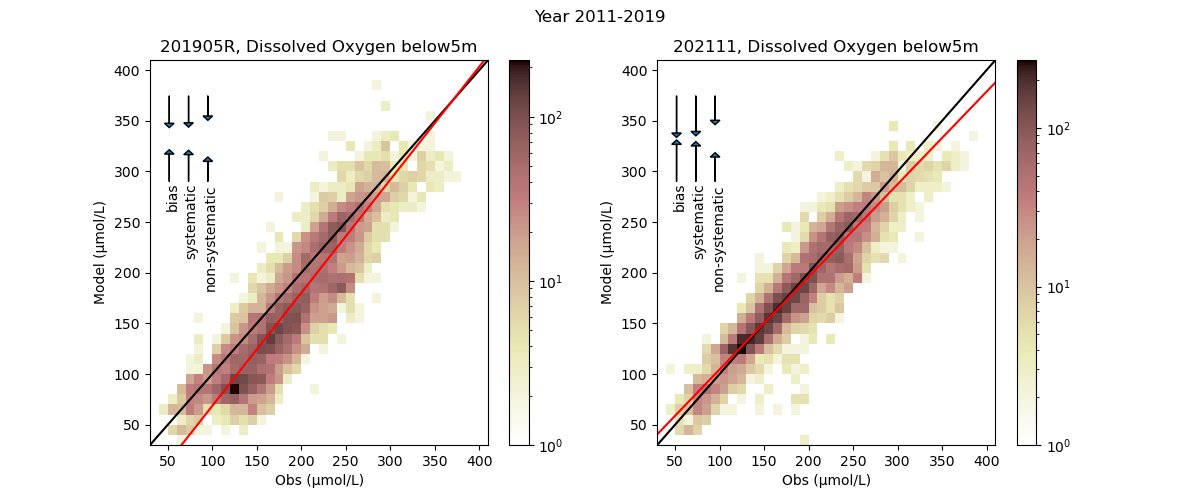 Year 2011-2019
201905R, Dissolved Oxygen below5m
400
350
300
250
200
150
100
50
Model (μmol/L)
50 100 150 200 250 300 350 400
Obs (μmol/L)
bias
systematic
non-systematic
10²
10¹
10⁰
202111, Dissolved Oxygen below5m
400
350
300
250
200
150
100
50
Model (μmol/L)
50 100 150 200 250 300 350 400
Obs (μmol/L)
bias
systematic
non-systematic
10²
10¹
10⁰